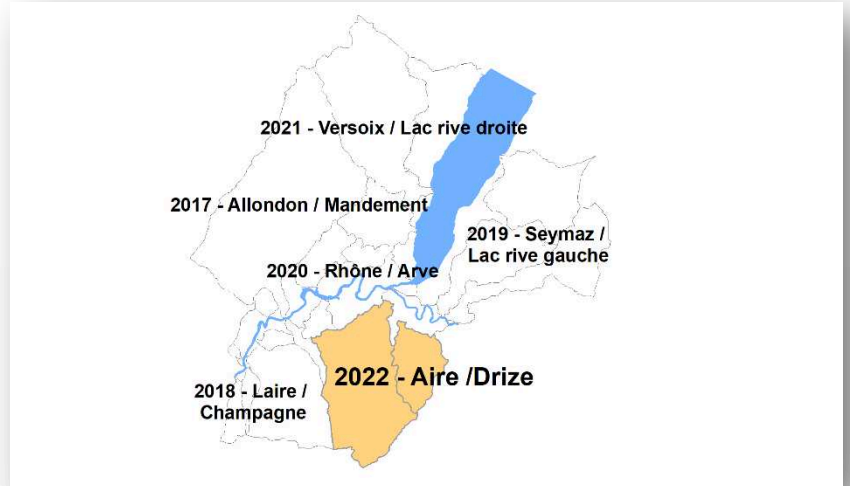 2021 - Versoix / Lac rive droite
2017 - Allondon / Mandement
2019 - Seymaz /
Lac rive gauche
2020 - Rhône / Arve
2022 - Aire /Drize
2018 - Laire /
Champagne